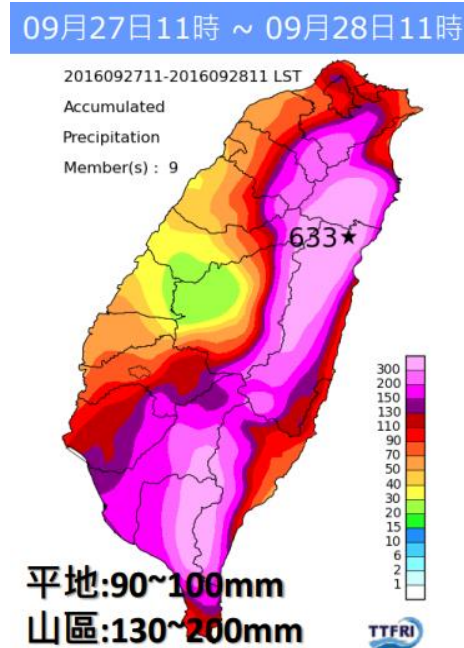 09月27日11時 ~ 09月28日11時
2016092711-2016092811 LST
Accumulated
Precipitation
Member(s) : 9
633★
300
200
150
130
110
90
70
50
40
30
20
15
10
6
2
1
平地:90~100mm
山區:130~200mm
TTFRI